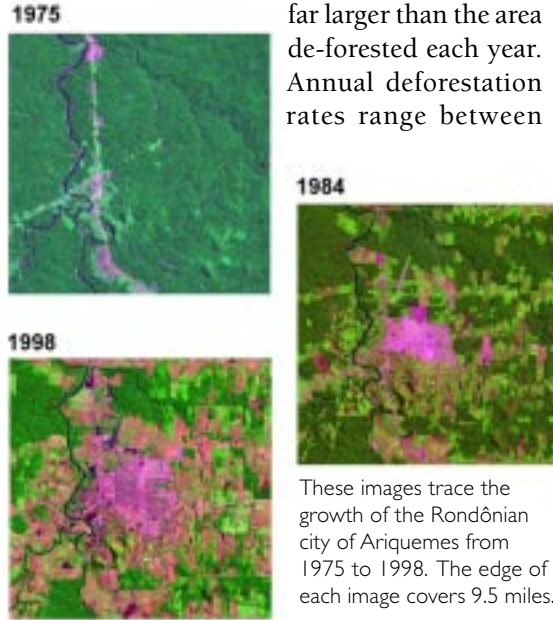 1975
far larger than the area
de-forested each year.
Annual deforestation
rates range between
1984
1998
These images trace the
growth of the Rondônian
city of Ariquemes from
1975 to 1998. The edge of
each image covers 9.5 miles.